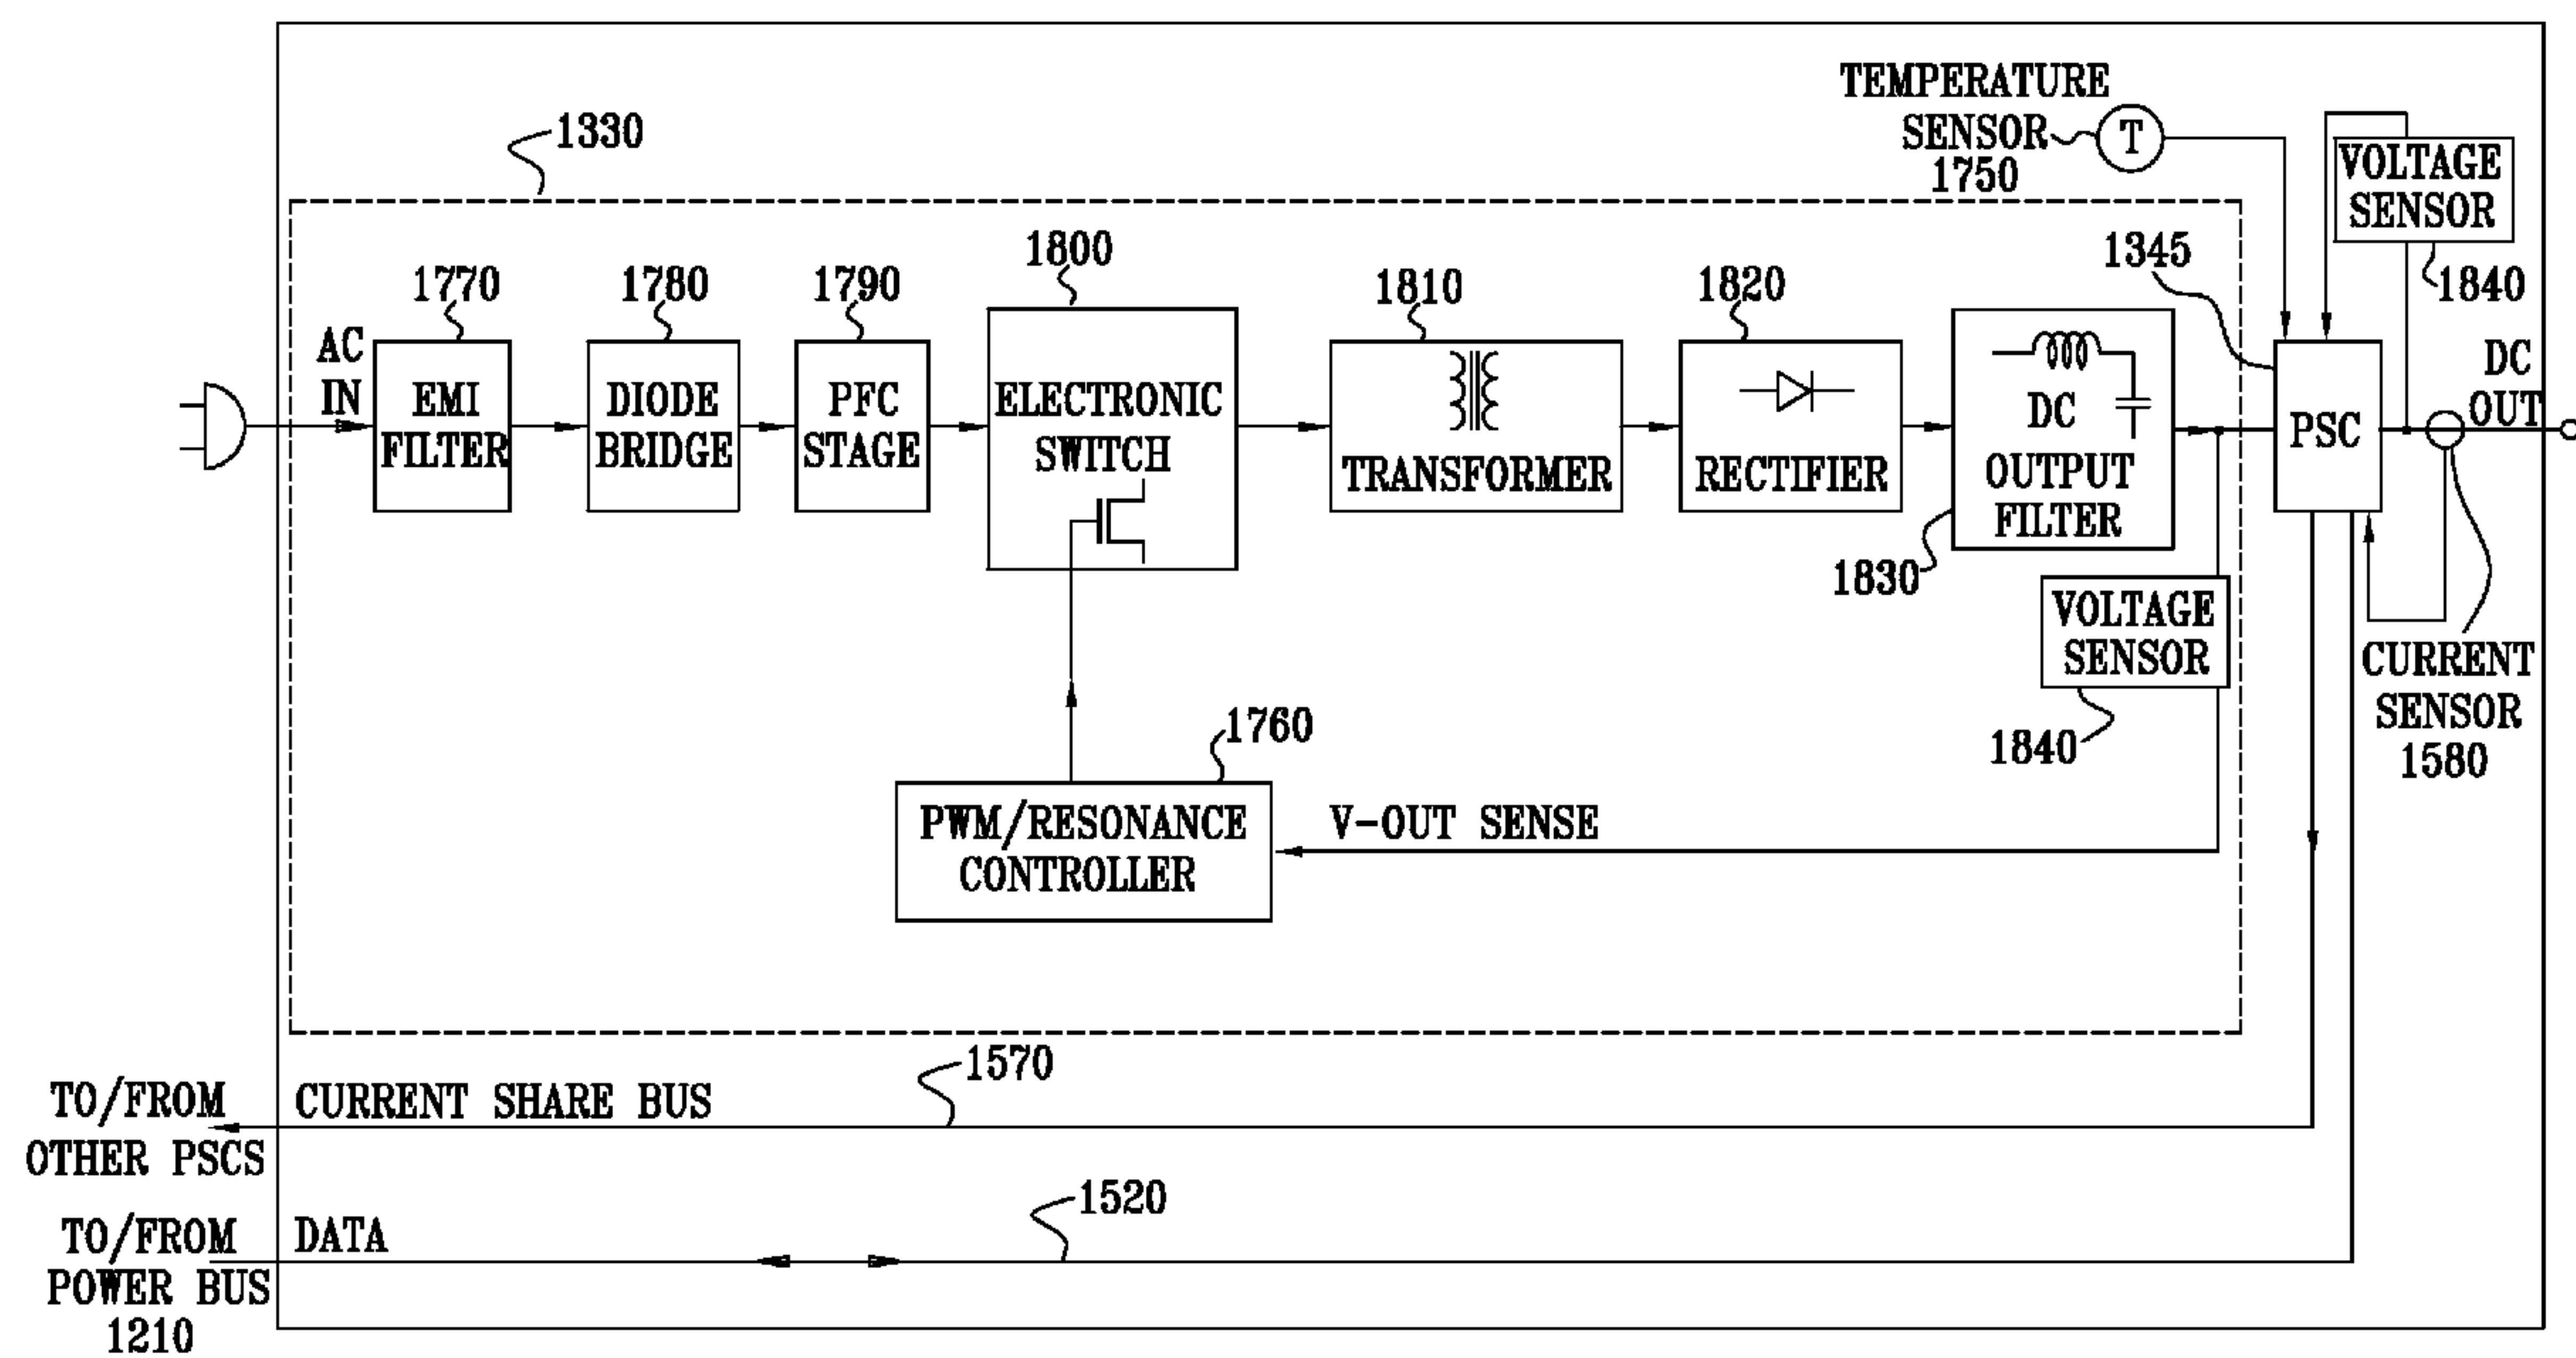 1330
TEMPERATURE
SENSOR
1750
T
VOLTAGE
SENSOR
1840
1345
1770
1780
1790
1800
1810
1820
AC
IN
EMI
FILTER
DIODE
BRIDGE
PFC
STAGE
ELECTRONIC
SWITCH
TRANSFORMER
RECTIFIER
DC
OUTPUT
FILTER
1830
PSC
DC
OUT
VOLTAGE
SENSOR
1840
CURRENT
SENSOR
1580
1760
PWM/RESONANCE
CONTROLLER
V-OUT SENSE
1570
TO/FROM
OTHER PSCS
CURRENT SHARE BUS
1520
TO/FROM
POWER BUS
1210
DATA